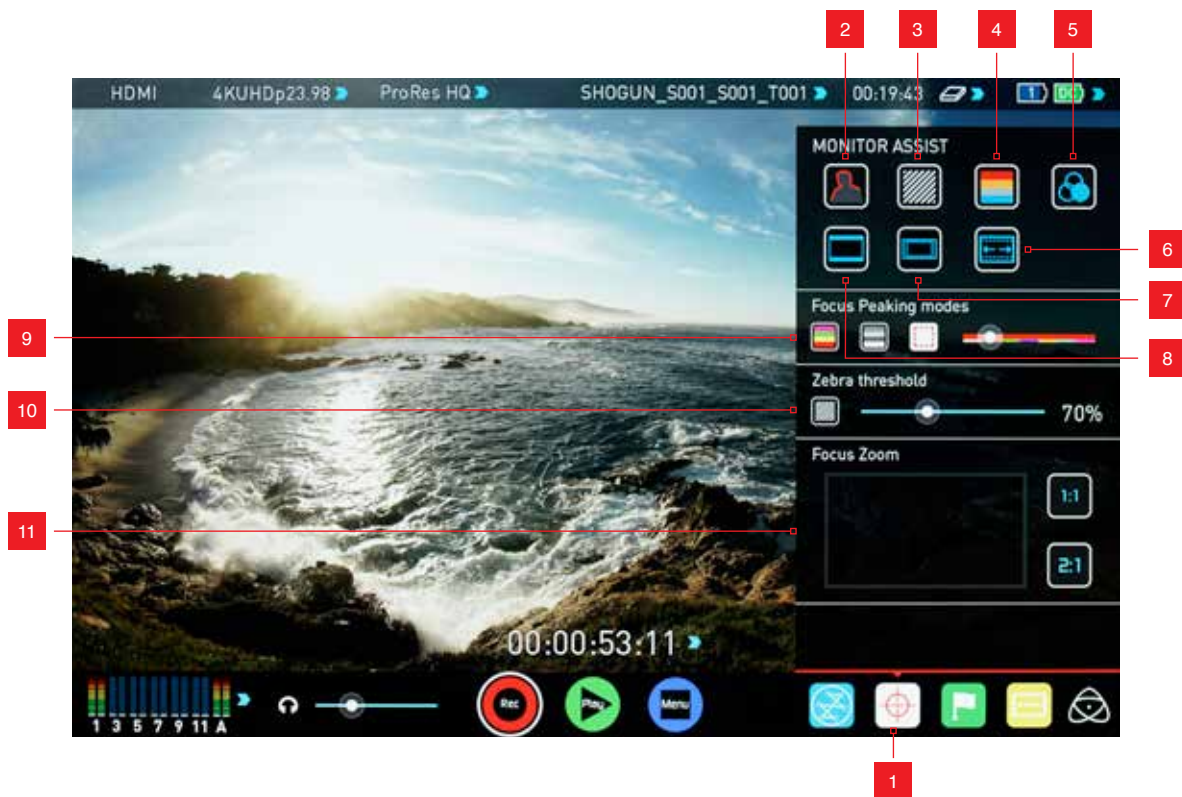 2 3 4 5
HDMI 4KUHDp23.98 ProRes HQ SHOGUN_S001_S001_T001 00:19:43 1 DC
MONITOR ASSIST
6
7
Focus Peaking modes
9
8
Zebra threshold
10
70%
Focus Zoom
1:1
11
2:1
00:00:53:11
Rec Play Menu
1 3 5 7 9 11 A
1